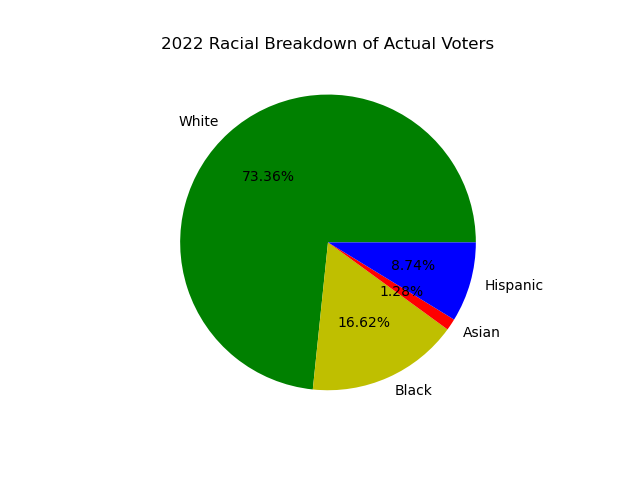 2022 Racial Breakdown of Actual Voters
White
73.36%
8.74%
Hispanic
1.28%
Asian
16.62%
Black